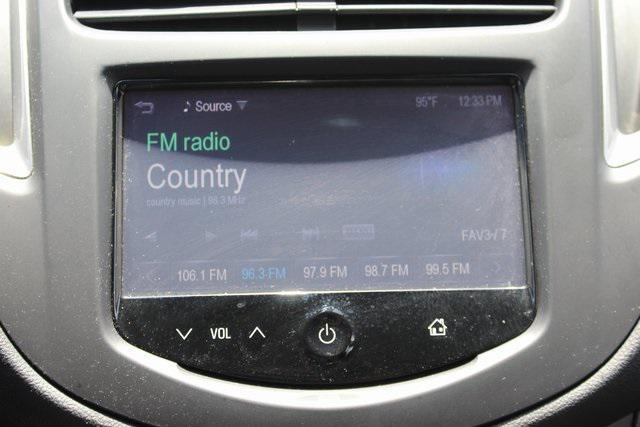 Source 95°F 12:33 PM
FM radio
Country
country music | 96.3 MHz
FAV3-/ 7
106.1 FM 96.3 FM 97.9 FM 98.7 FM 99.5 FM
VOL